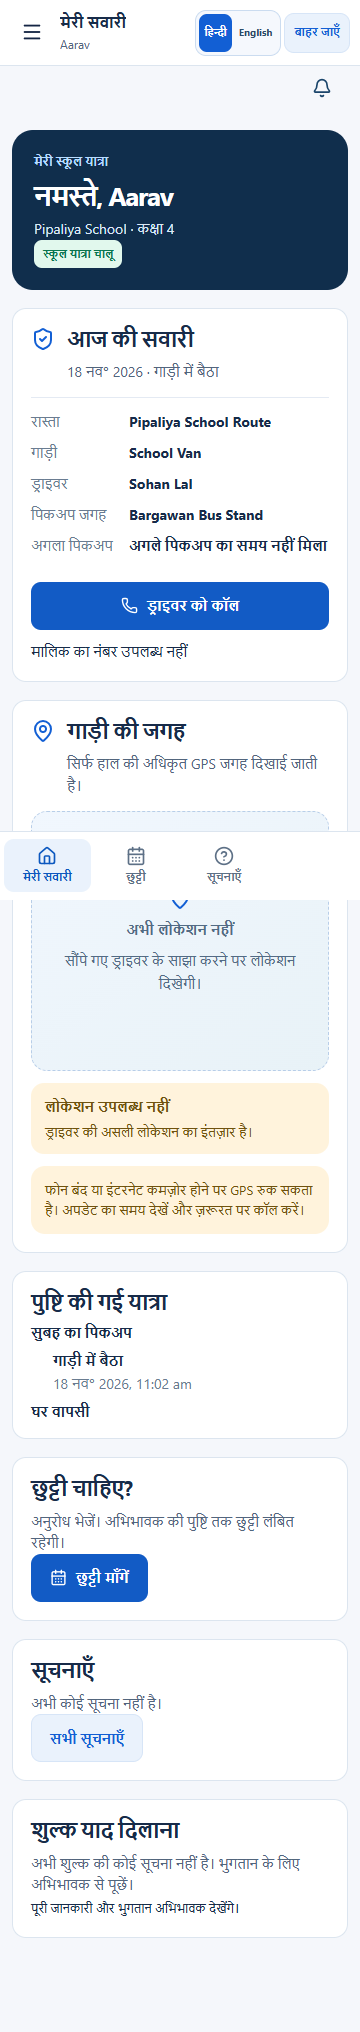 मेरी सवारी
Aarav
हिन्दी
English
बाहर जाएँ
मेरी स्कूल यात्रा
नमस्ते, Aarav
Pipaliya School · कक्षा 4
स्कूल यात्रा चालू
आज की सवारी
18 नव॰ 2026 · गाड़ी में बैठा
रास्ता Pipaliya School Route
गाड़ी School Van
ड्राइवर Sohan Lal
पिकअप जगह Bargawan Bus Stand
अगला पिकअप अगले पिकअप का समय नहीं मिला
ड्राइवर को कॉल
मालिक का नंबर उपलब्ध नहीं
गाड़ी की जगह
सिर्फ हाल की अधिकृत GPS जगह दिखाई जाती
है।
मेरी सवारी
छुट्टी
सूचनाएँ
अभी लोकेशन नहीं
सौंपे गए ड्राइवर के साझा करने पर लोकेशन
दिखेगी।
लोकेशन उपलब्ध नहीं
ड्राइवर की असली लोकेशन का इंतज़ार है।
फोन बंद या इंटरनेट कमज़ोर होने पर GPS रुक सकता
है। अपडेट का समय देखें और ज़रूरत पर कॉल करें।
पुष्टि की गई यात्रा
सुबह का पिकअप
गाड़ी में बैठा
18 नव॰ 2026, 11:02 am
घर वापसी
छुट्टी चाहिए?
अनुरोध भेजें। अभिभावक की पुष्टि तक छुट्टी लंबित
रहेगी।
छुट्टी माँगें
सूचनाएँ
अभी कोई सूचना नहीं है।
सभी सूचनाएँ
शुल्क याद दिलाना
अभी शुल्क की कोई सूचना नहीं है। भुगतान के लिए
अभिभावक से पूछें।
पूरी जानकारी और भुगतान अभिभावक देखेंगे।